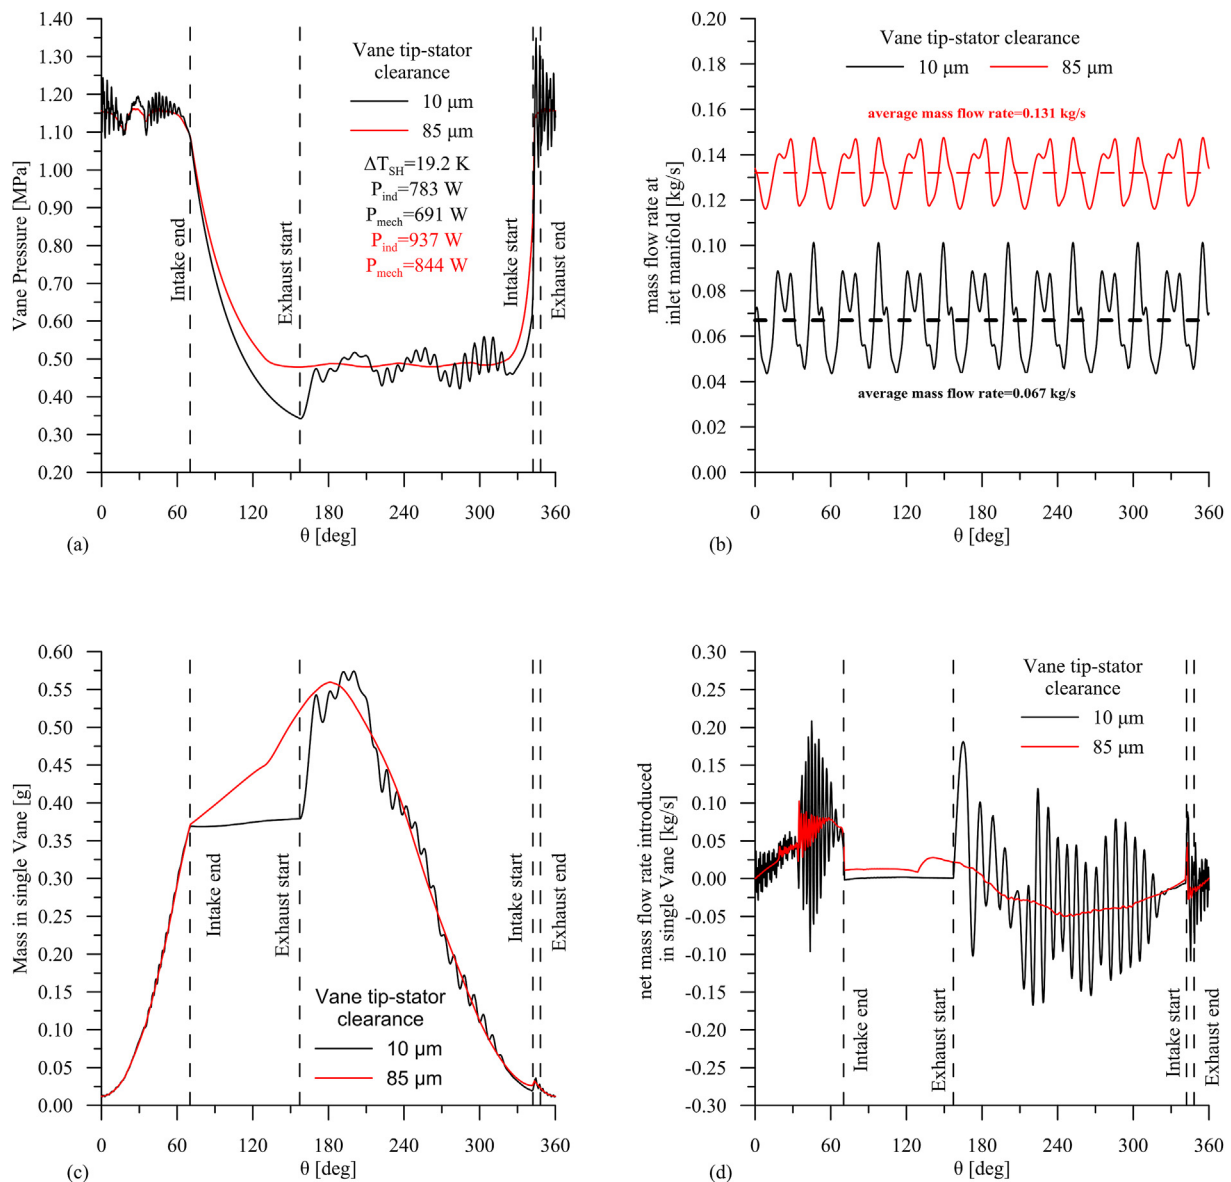 1.40
1.30
1.20
1.10
1.00
0.90
0.80
0.70
0.60
0.50
0.40
0.30
0.20
Vane Pressure [MPa]
Vane tip-stator
clearance
10 μm
85 μm
ΔT_SH=19.2 K
P_ind=783 W
P_mech=691 W
P_ind=937 W
P_mech=844 W
Intake end
Exhaust start
Intake start
Exhaust end
0 60 120 180 240 300 360
θ [deg]
(a)
0.20
0.18
0.16
0.14
0.12
0.10
0.08
0.06
0.04
0.02
0.00
mass flow rate at
inlet manifold [kg/s]
Vane tip-stator clearance
10 μm 85 μm
average mass flow rate=0.131 kg/s
average mass flow rate=0.067 kg/s
0 60 120 180 240 300 360
θ [deg]
(b)
0.60
0.55
0.50
0.45
0.40
0.35
0.30
0.25
0.20
0.15
0.10
0.05
0.00
Mass in single Vane [g]
Intake end
Exhaust start
Intake start
Exhaust end
Vane tip-stator
clearance
10 μm
85 μm
0 60 120 180 240 300 360
θ [deg]
(c)
0.30
0.25
0.20
0.15
0.10
0.05
0.00
-0.05
-0.10
-0.15
-0.20
-0.25
-0.30
net mass flow rate introduced
in single Vane [kg/s]
Vane tip-stator
clearance
10 μm
85 μm
Intake end
Exhaust start
Intake start
Exhaust end
0 60 120 180 240 300 360
θ [deg]
(d)